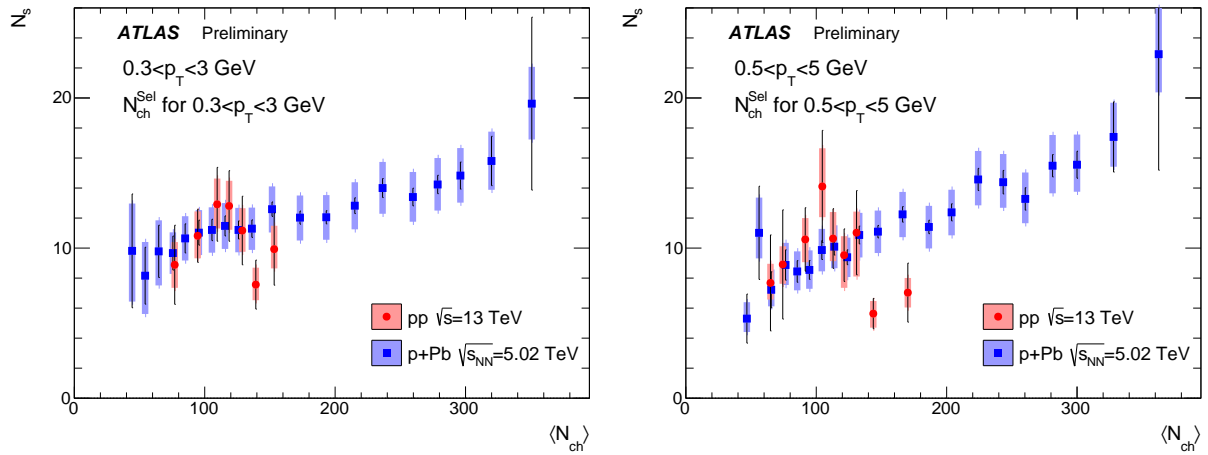 N_s
ATLAS Preliminary
0.3<p_T<3 GeV
N_ch^Sel for 0.3<p_T<3 GeV
20
10
0
pp √s=13 TeV
p+Pb √s_NN=5.02 TeV
0 100 200 300
⟨N_ch⟩
N_s
ATLAS Preliminary
0.5<p_T<5 GeV
N_ch^Sel for 0.5<p_T<5 GeV
20
10
0
pp √s=13 TeV
p+Pb √s_NN=5.02 TeV
0 100 200 300
⟨N_ch⟩